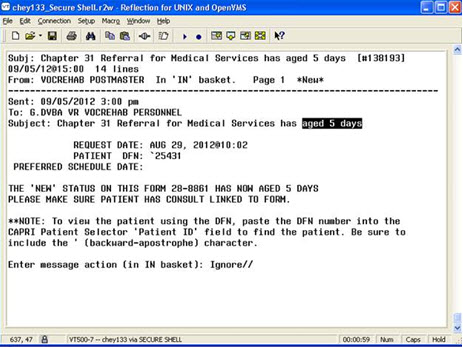 chey133_Secure Shell.r2w - Reflection for UNIX and OpenVMS
File Edit Connection Setup Macro Window Help
Subj: Chapter 31 Referral for Medical Services has aged 5 days [#138193]
09/05/12@15:00 14 lines
From: VOCREHAB POSTMASTER In 'IN' basket. Page 1 *New*
Sent: 09/05/2012 3:00 pm
To: G.DVBA VR VOCREHAB PERSONNEL
Subject: Chapter 31 Referral for Medical Services has aged 5 days
REQUEST DATE: AUG 29, 2012@10:02
PATIENT DFN: `25431
PREFERRED SCHEDULE DATE:
THE 'NEW' STATUS ON THIS FORM 28-8861 HAS NOW AGED 5 DAYS
PLEASE MAKE SURE PATIENT HAS CONSULT LINKED TO FORM.
**NOTE: To view the patient using the DFN, paste the DFN number into the
CAPRI Patient Selector 'Patient ID' field to find the patient. Be sure to
include the ' (backward-apostrophe) character.
Enter message action (in IN basket): Ignore//
637, 47 VT500-7 -- chey133 via SECURE SHELL 00:00:59 Num Caps Hold